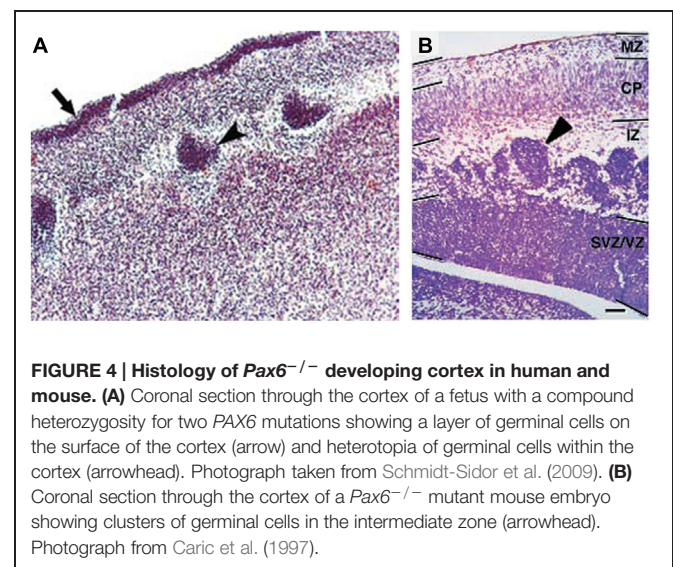 A
B
MZ
CP
IZ
SVZ/VZ
FIGURE 4 | Histology of Pax6−/− developing cortex in human and
mouse. (A) Coronal section through the cortex of a fetus with a compound
heterozygosity for two PAX6 mutations showing a layer of germinal cells on
the surface of the cortex (arrow) and heterotopia of germinal cells within the
cortex (arrowhead). Photograph taken from Schmidt-Sidor et al. (2009). (B)
Coronal section through the cortex of a Pax6−/− mutant mouse embryo
showing clusters of germinal cells in the intermediate zone (arrowhead).
Photograph from Caric et al. (1997).